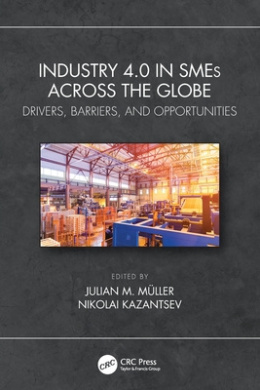 INDUSTRY 4.0 IN SMEs
ACROSS THE GLOBE
DRIVERS, BARRIERS, AND OPPORTUNITIES
EDITED BY
JULIAN M. MÜLLER
NIKOLAI KAZANTSEV
CRC
CRC Press
Taylor & Francis Group